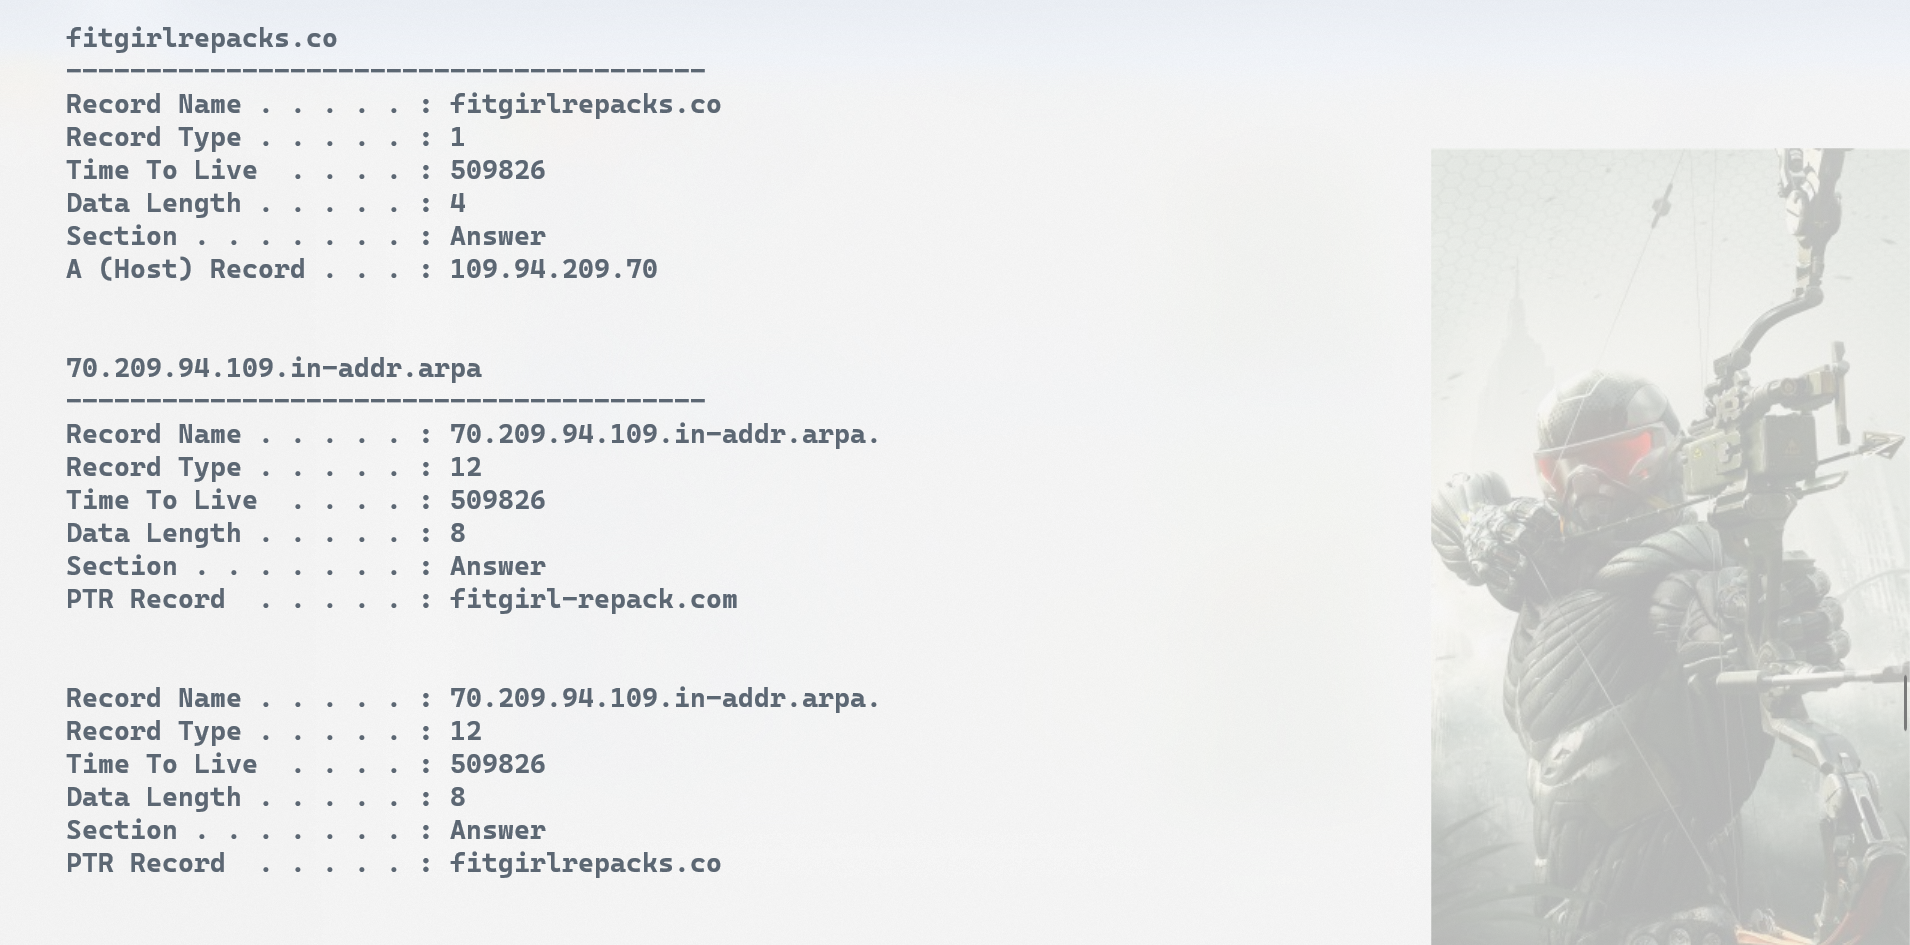 fitgirlrepacks.co
----------------------------------------
Record Name . . . . . : fitgirlrepacks.co
Record Type . . . . . : 1
Time To Live  . . . . : 509826
Data Length . . . . . : 4
Section . . . . . . . : Answer
A (Host) Record . . . : 109.94.209.70
70.209.94.109.in-addr.arpa
----------------------------------------
Record Name . . . . . : 70.209.94.109.in-addr.arpa.
Record Type . . . . . : 12
Time To Live  . . . . : 509826
Data Length . . . . . : 8
Section . . . . . . . : Answer
PTR Record  . . . . . : fitgirl-repack.com
Record Name . . . . . : 70.209.94.109.in-addr.arpa.
Record Type . . . . . : 12
Time To Live  . . . . : 509826
Data Length . . . . . : 8
Section . . . . . . . : Answer
PTR Record  . . . . . : fitgirlrepacks.co